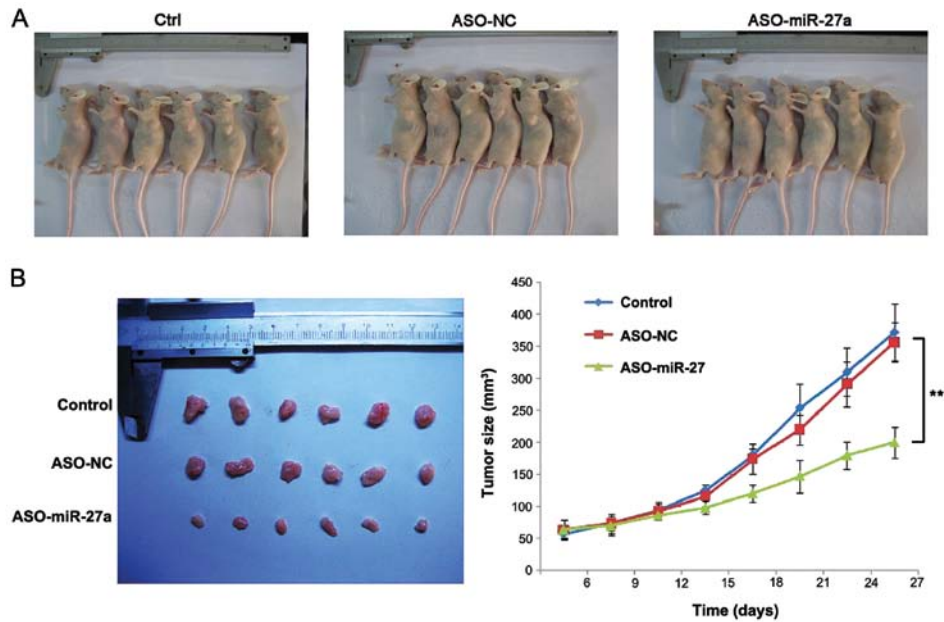 A
Ctrl
ASO-NC
ASO-miR-27a
B
Control
ASO-NC
ASO-miR-27a
450
400
350
300
250
200
150
100
50
0
Tumor size (mm³)
Control
ASO-NC
ASO-miR-27
**
6 9 12 15 18 21 24 27
Time (days)